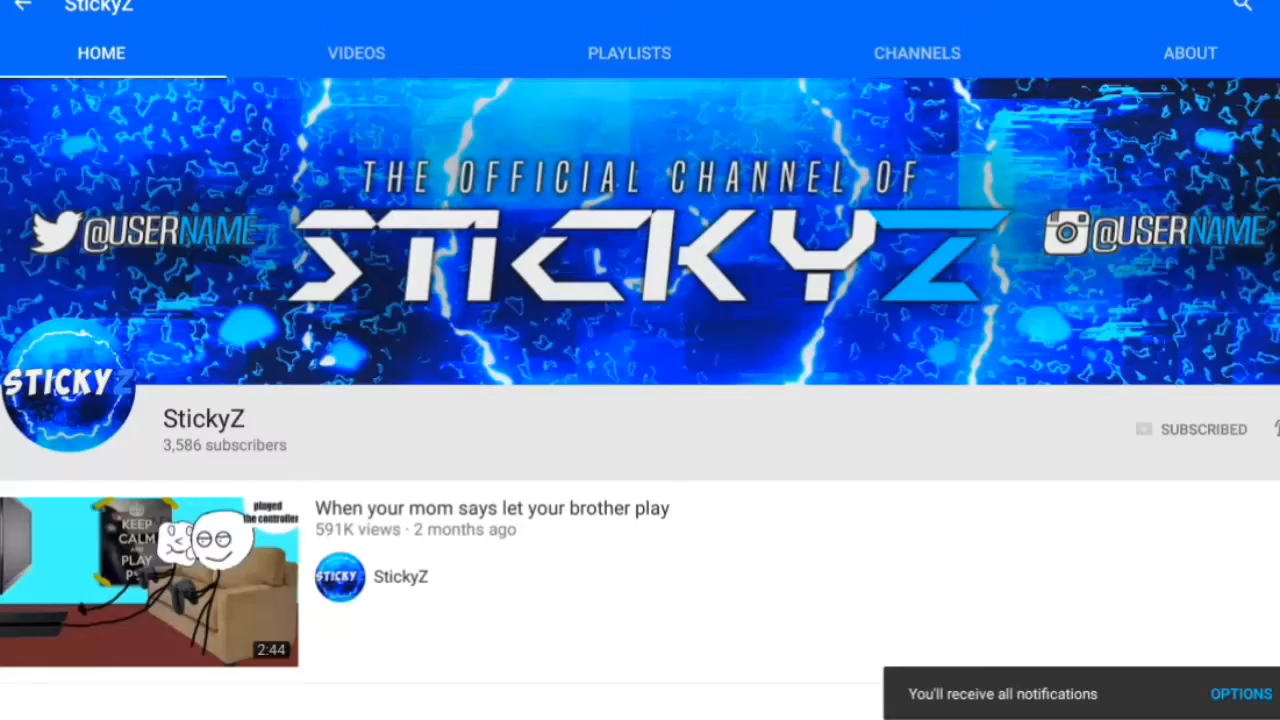 StickyZ
HOME
VIDEOS
PLAYLISTS
CHANNELS
ABOUT
THE OFFICIAL CHANNEL OF
STICKYZ
@USERNAME
@USERNAME
STICKYZ
StickyZ
3,586 subscribers
SUBSCRIBED
When your mom says let your brother play
591K views · 2 months ago
STICKY
StickyZ
pluged
the controller
KEEP
CALM
AND
PLAY
2:44
You'll receive all notifications
OPTIONS